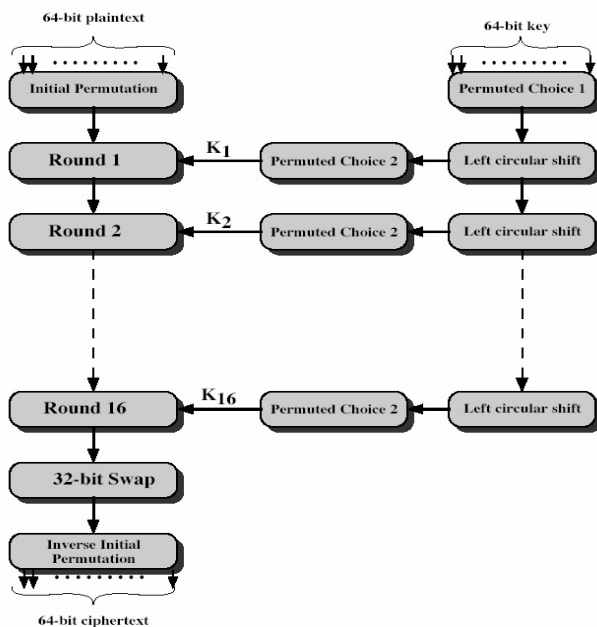 64-bit plaintext
64-bit key
Initial Permutation
Permuted Choice 1
Round 1
K1
Permuted Choice 2
Left circular shift
Round 2
K2
Permuted Choice 2
Left circular shift
Round 16
K16
Permuted Choice 2
Left circular shift
32-bit Swap
Inverse Initial
Permutation
64-bit ciphertext